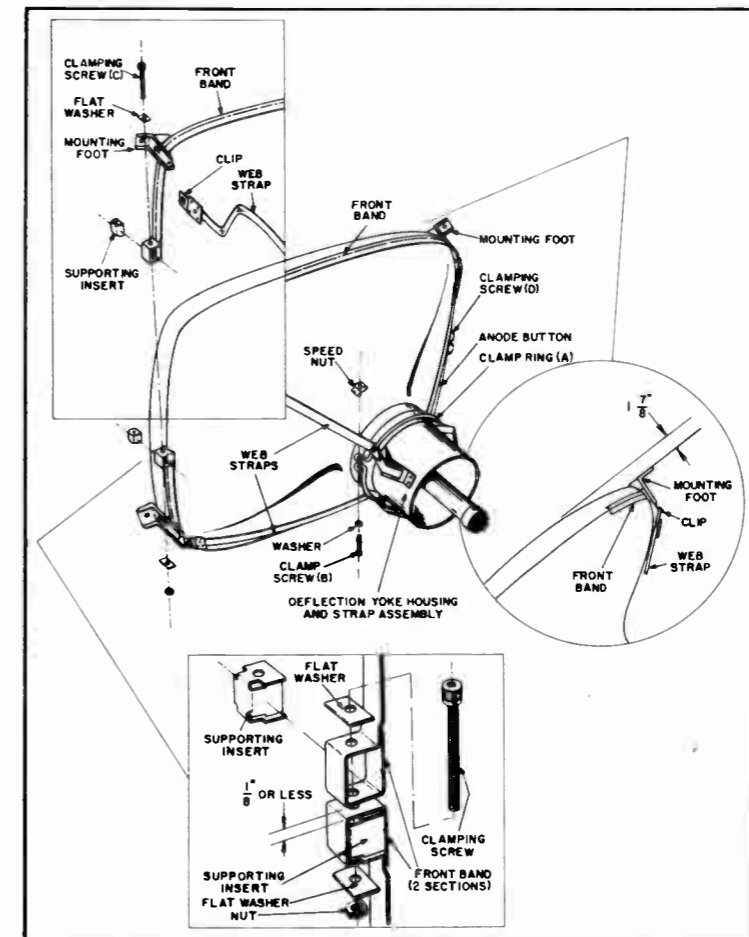 CLAMPING
SCREW (C)
FRONT
BAND
FLAT
WASHER
MOUNTING
FOOT
CLIP
WEB
STRAP
SUPPORTING
INSERT
FRONT
BAND
MOUNTING FOOT
CLAMPING
SCREW (D)
ANODE BUTTON
CLAMP RING (A)
SPEED
NUT
WEB
STRAPS
WASHER
CLAMP
SCREW (B)
DEFLECTION YOKE HOUSING
AND STRAP ASSEMBLY
1 7/8"
MOUNTING
FOOT
CLIP
WEB
STRAP
FRONT
BAND
FLAT
WASHER
SUPPORTING
INSERT
1/8" OR LESS
CLAMPING
SCREW
SUPPORTING
INSERT
FRONT BAND
(2 SECTIONS)
FLAT WASHER
NUT